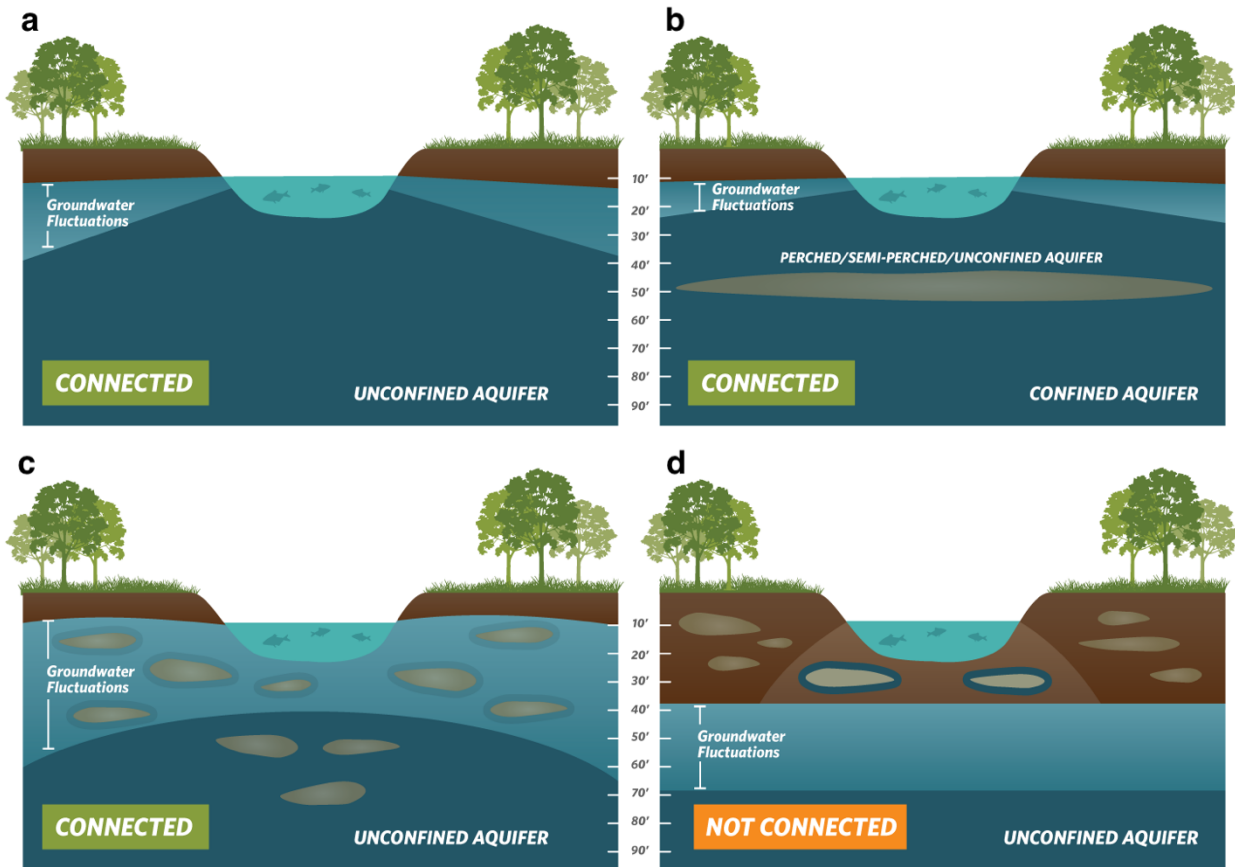 a
b
10'
20'
30'
40'
50'
60'
70'
80'
90'
Groundwater
Fluctuations
Groundwater
Fluctuations
PERCHED/SEMI-PERCHED/UNCONFINED AQUIFER
CONNECTED
UNCONFINED AQUIFER
CONNECTED
CONFINED AQUIFER
c
d
10'
20'
30'
40'
50'
60'
70'
80'
90'
Groundwater
Fluctuations
Groundwater
Fluctuations
CONNECTED
UNCONFINED AQUIFER
NOT CONNECTED
UNCONFINED AQUIFER